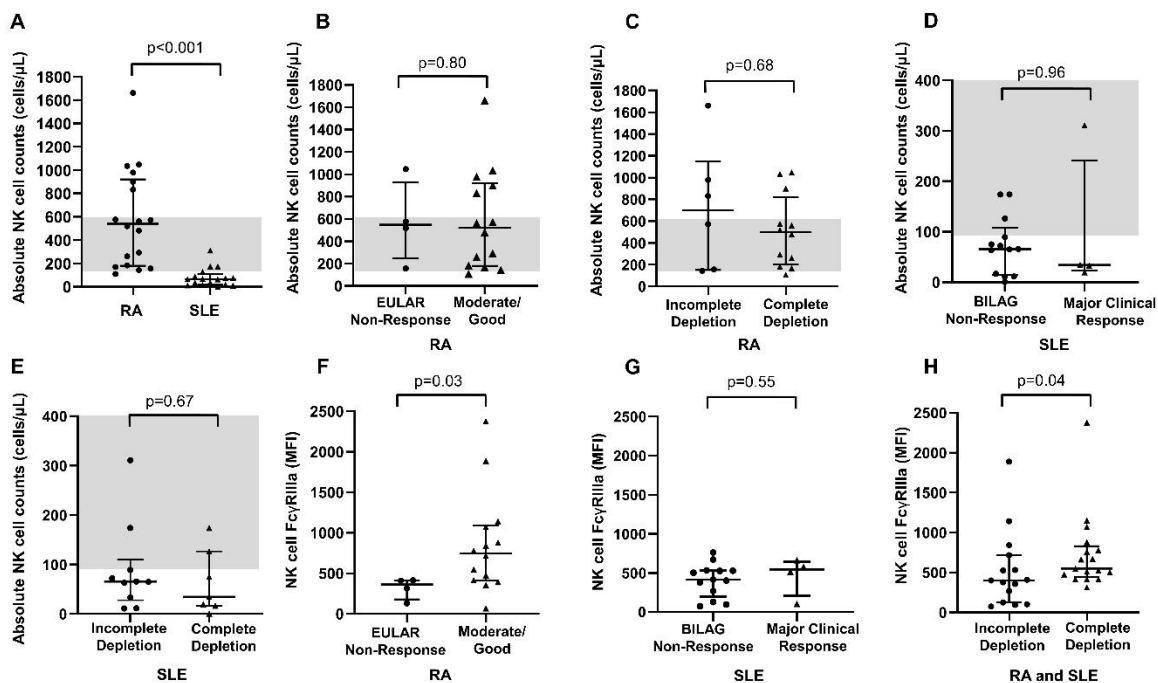 A
p<0.001
Absolute NK cell counts (cells/µL)
1800
1600
1400
1200
1000
800
600
400
200
0
RA
SLE
B
p=0.80
Absolute NK cell counts (cells/µL)
1800
1600
1400
1200
1000
800
600
400
200
0
EULAR
Non-Response
Moderate/
Good
RA
C
p=0.68
Absolute NK cell counts (cells/µL)
1800
1600
1400
1200
1000
800
600
400
200
0
Incomplete
Depletion
Complete
Depletion
RA
D
p=0.96
Absolute NK cell counts (cells/µL)
400
300
200
100
0
BILAG
Non-Response
Major Clinical
Response
SLE
E
p=0.67
Absolute NK cell counts (cells/µL)
400
300
200
100
0
Incomplete
Depletion
Complete
Depletion
SLE
F
p=0.03
NK cell FcγRIIIa (MFI)
2500
2000
1500
1000
500
0
EULAR
Non-Response
Moderate/
Good
RA
G
p=0.55
NK cell FcγRIIIa (MFI)
2500
2000
1500
1000
500
0
BILAG
Non-Response
Major Clinical
Response
SLE
H
p=0.04
NK cell FcγRIIIa (MFI)
2500
2000
1500
1000
500
0
Incomplete
Depletion
Complete
Depletion
RA and SLE